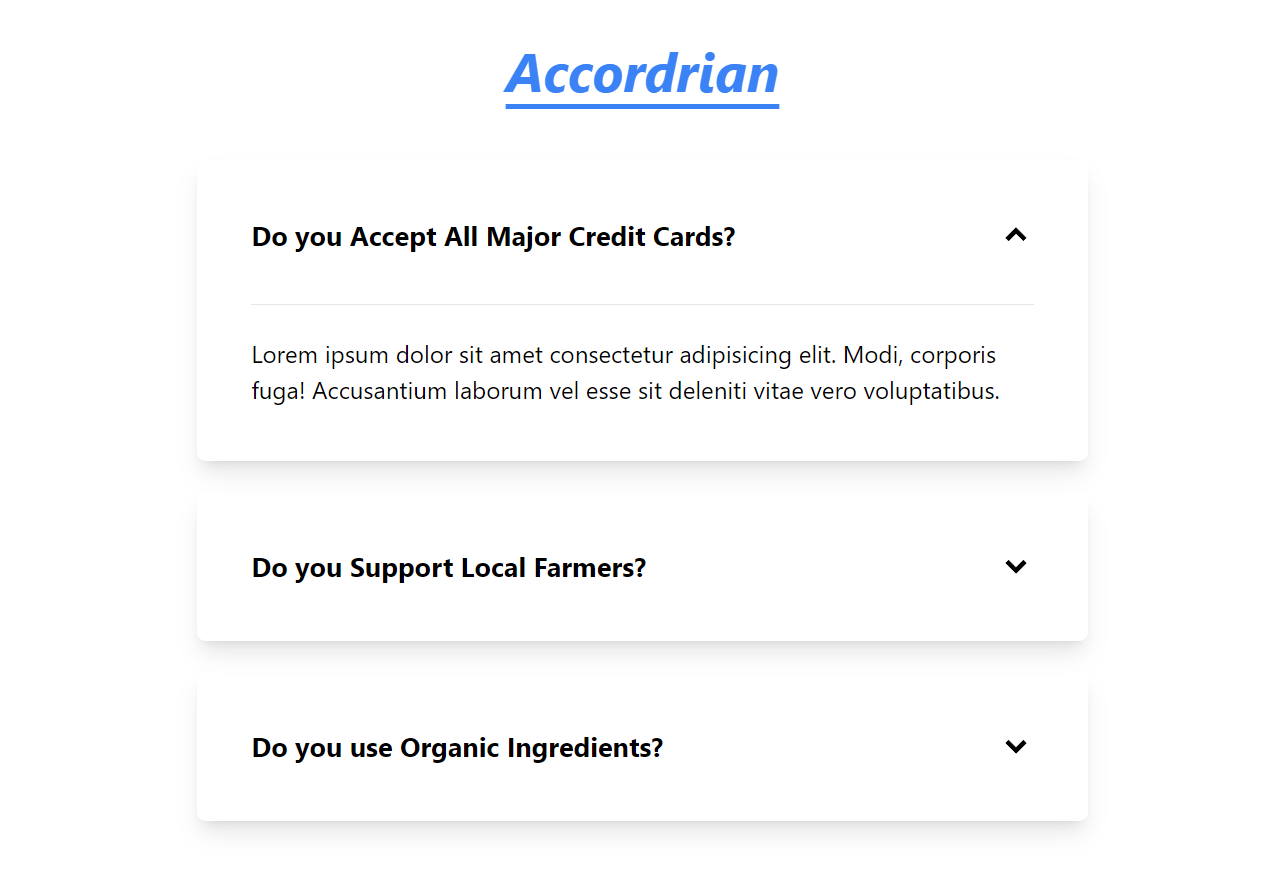 Accordrian
Do you Accept All Major Credit Cards?
Lorem ipsum dolor sit amet consectetur adipisicing elit. Modi, corporis
fuga! Accusantium laborum vel esse sit deleniti vitae vero voluptatibus.
Do you Support Local Farmers?
Do you use Organic Ingredients?